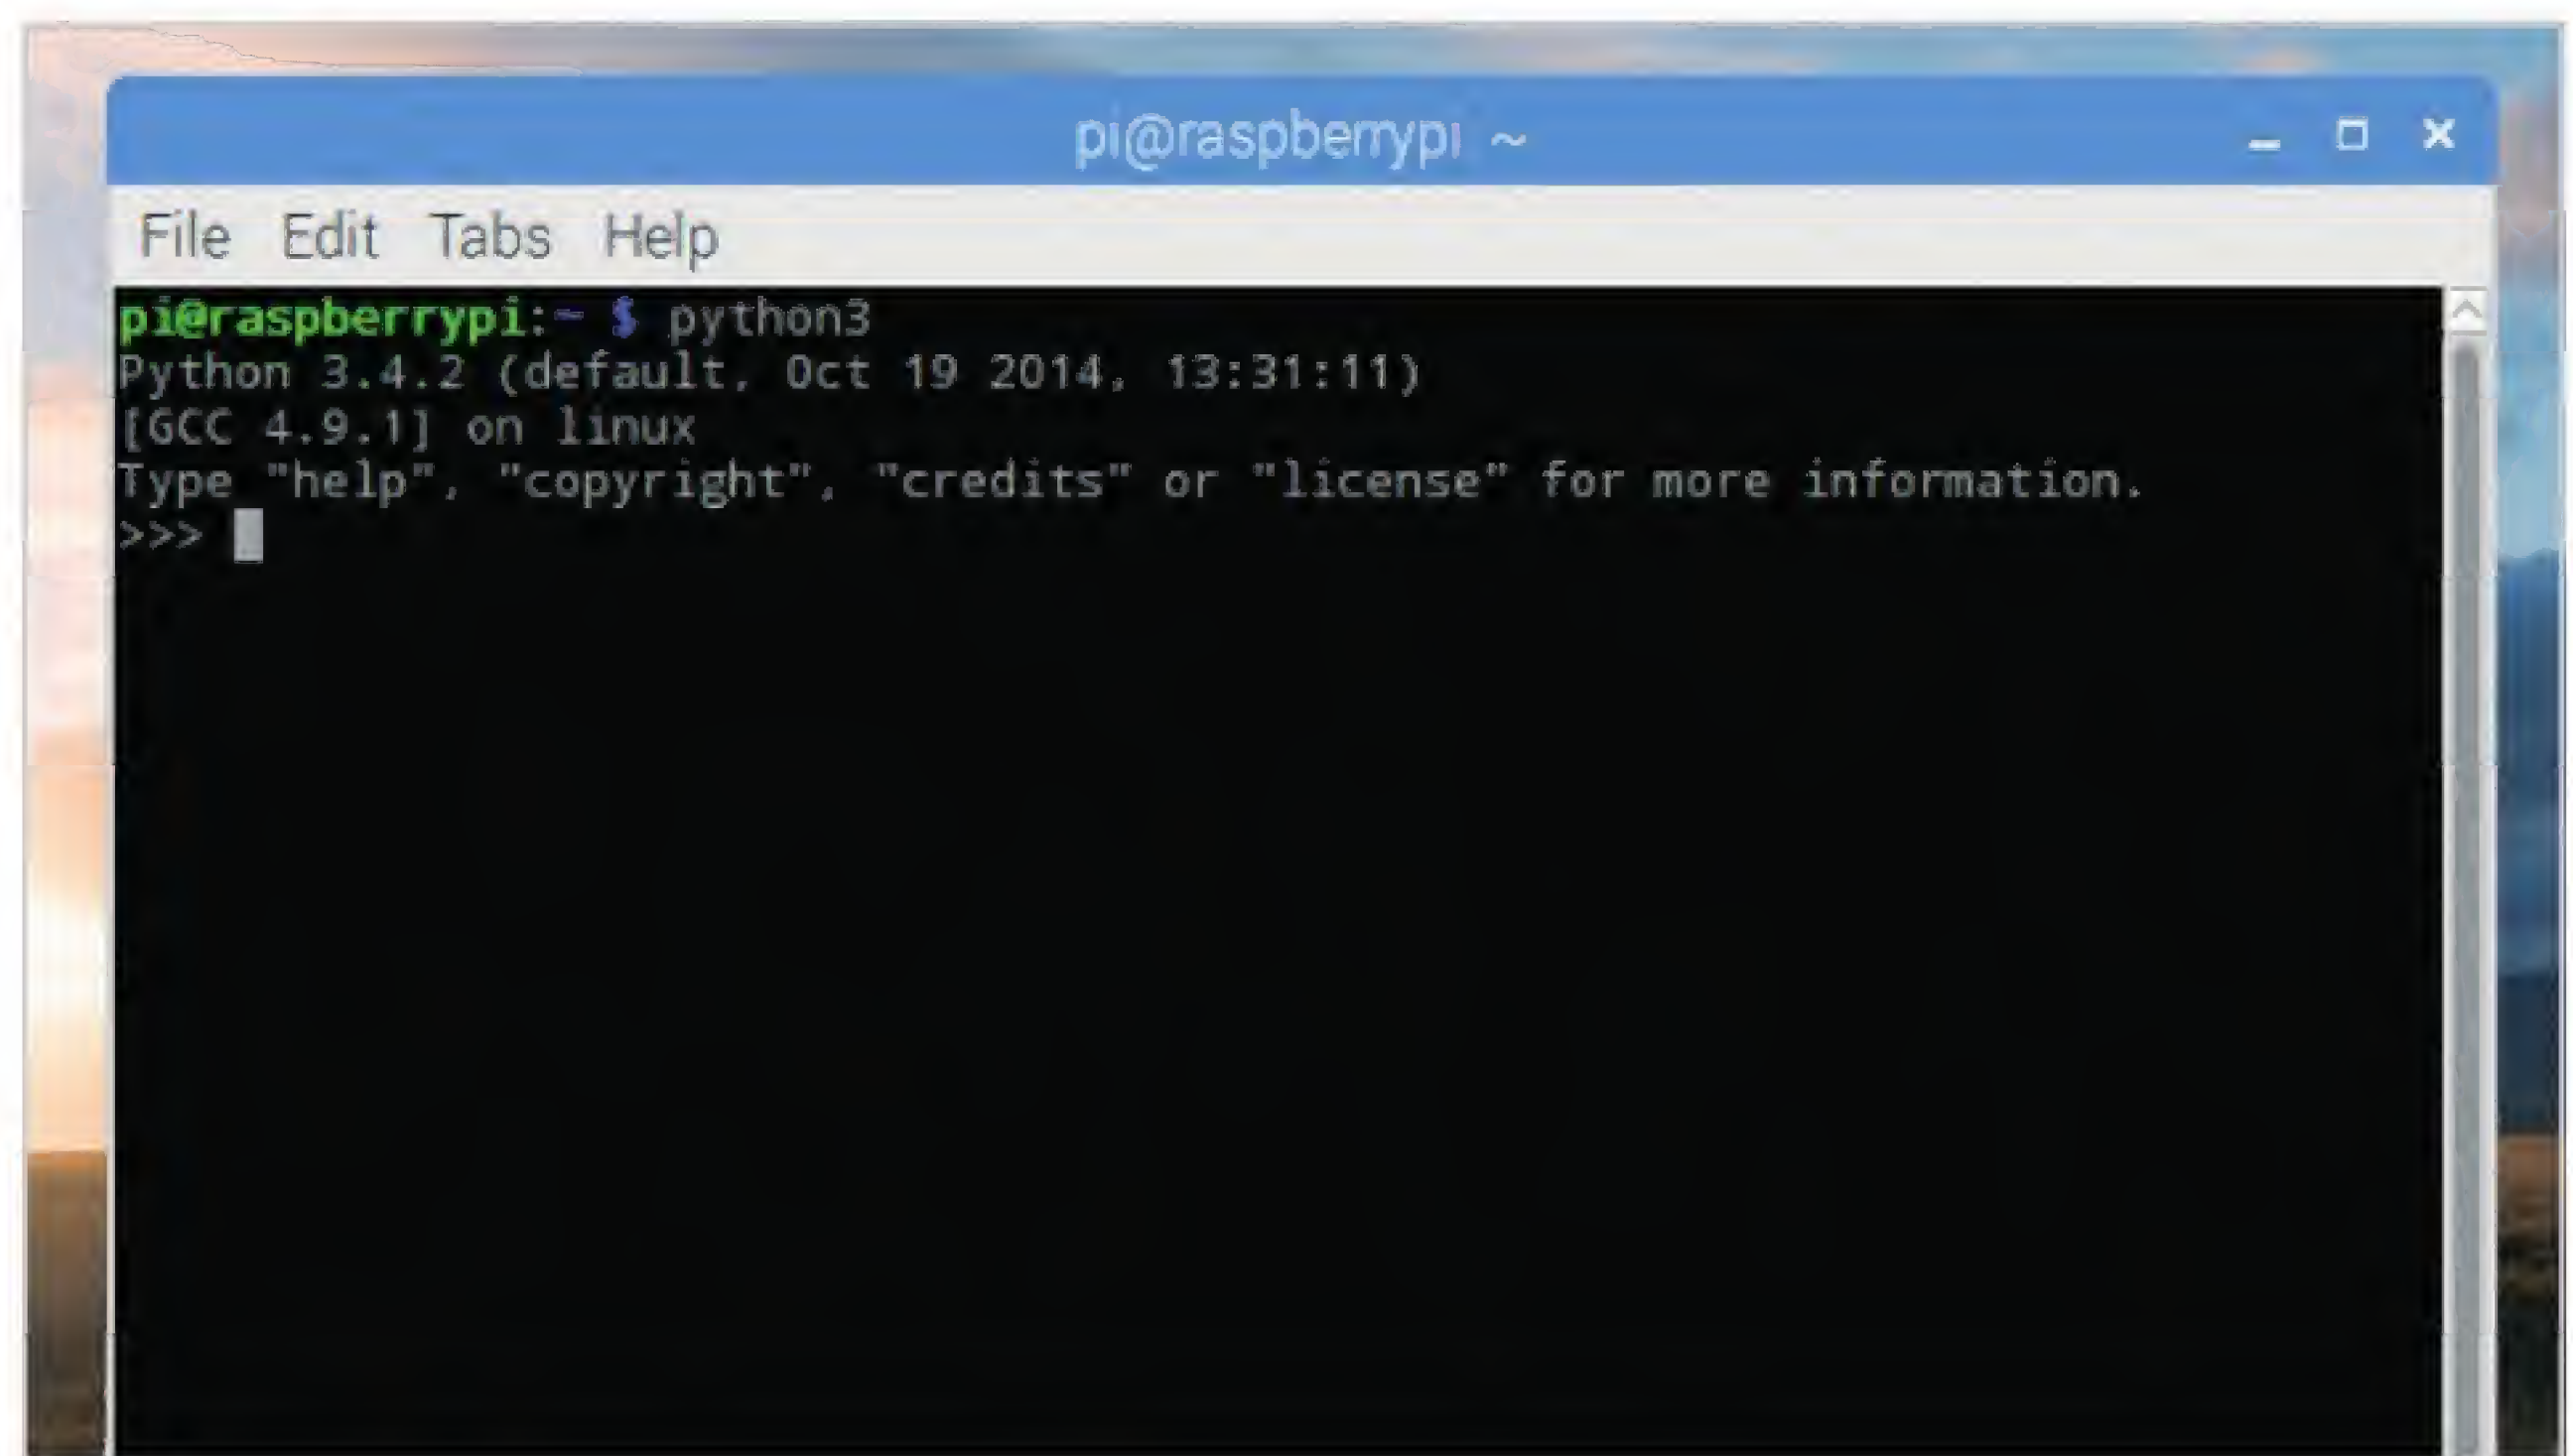 pi@raspberrypi ~
File Edit Tabs Help
pi@raspberrypi:~ $ python3
Python 3.4.2 (default, Oct 19 2014, 13:31:11)
[GCC 4.9.1] on linux
Type "help", "copyright", "credits" or "license" for more information.
>>>